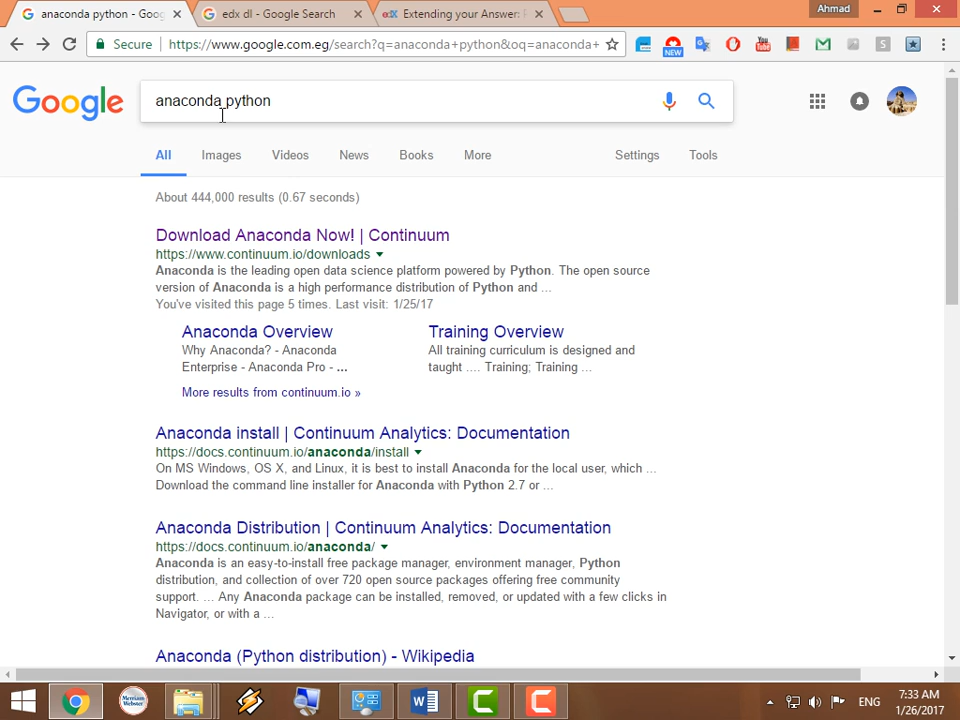 anaconda python - Goo
edx dl - Google Search
Extending your Answer:
Ahmad
Secure
https://www.google.com.eg/search?q=anaconda+python&oq=anaconda+
NEW
You Tube
S
Google
anaconda python
All
Images
Videos
News
Books
More
Settings
Tools
About 444,000 results (0.67 seconds)
Download Anaconda Now! | Continuum
https://www.continuum.io/downloads
Anaconda is the leading open data science platform powered by Python. The open source
version of Anaconda is a high performance distribution of Python and ...
You've visited this page 5 times. Last visit: 1/25/17
Anaconda Overview
Why Anaconda? - Anaconda
Enterprise - Anaconda Pro - ...
Training Overview
All training curriculum is designed and
taught .... Training; Training ...
More results from continuum.io »
Anaconda install | Continuum Analytics: Documentation
https://docs.continuum.io/anaconda/install
On MS Windows, OS X, and Linux, it is best to install Anaconda for the local user, which ...
Download the command line installer for Anaconda with Python 2.7 or ...
Anaconda Distribution | Continuum Analytics: Documentation
https://docs.continuum.io/anaconda/
Anaconda is an easy-to-install free package manager, environment manager, Python
distribution, and collection of over 720 open source packages offering free community
support. ... Any Anaconda package can be installed, removed, or updated with a few clicks in
Navigator, or with a ...
Anaconda (Python distribution) - Wikipedia
Merriam
Webster
ENG
7:33 AM
1/26/2017